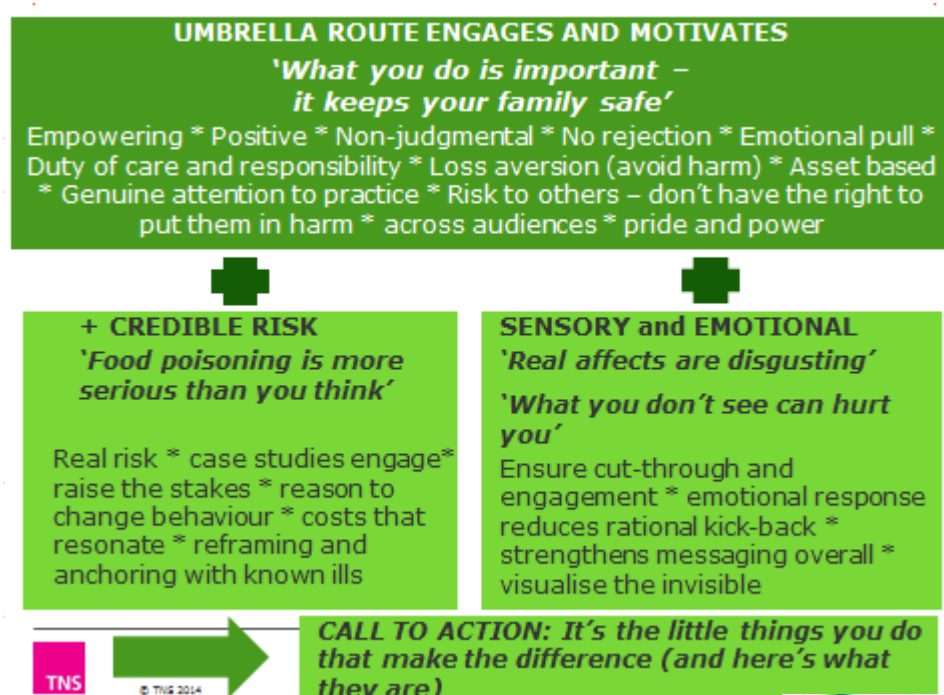 UMBRELLA ROUTE ENGAGES AND MOTIVATES
‘What you do is important –
it keeps your family safe’
Empowering * Positive * Non-judgmental * No rejection * Emotional pull *
Duty of care and responsibility * Loss aversion (avoid harm) * Asset based
* Genuine attention to practice * Risk to others – don’t have the right to
put them in harm * across audiences * pride and power
+ CREDIBLE RISK
‘Food poisoning is more
serious than you think’
Real risk * case studies engage*
raise the stakes * reason to
change behaviour * costs that
resonate * reframing and
anchoring with known ills
SENSORY and EMOTIONAL
‘Real affects are disgusting’
‘What you don’t see can hurt
you’
Ensure cut-through and
engagement * emotional response
reduces rational kick-back *
strengthens messaging overall *
visualise the invisible
CALL TO ACTION: It’s the little things you do
that make the difference (and here’s what
they are)
TNS
© TNS 2014